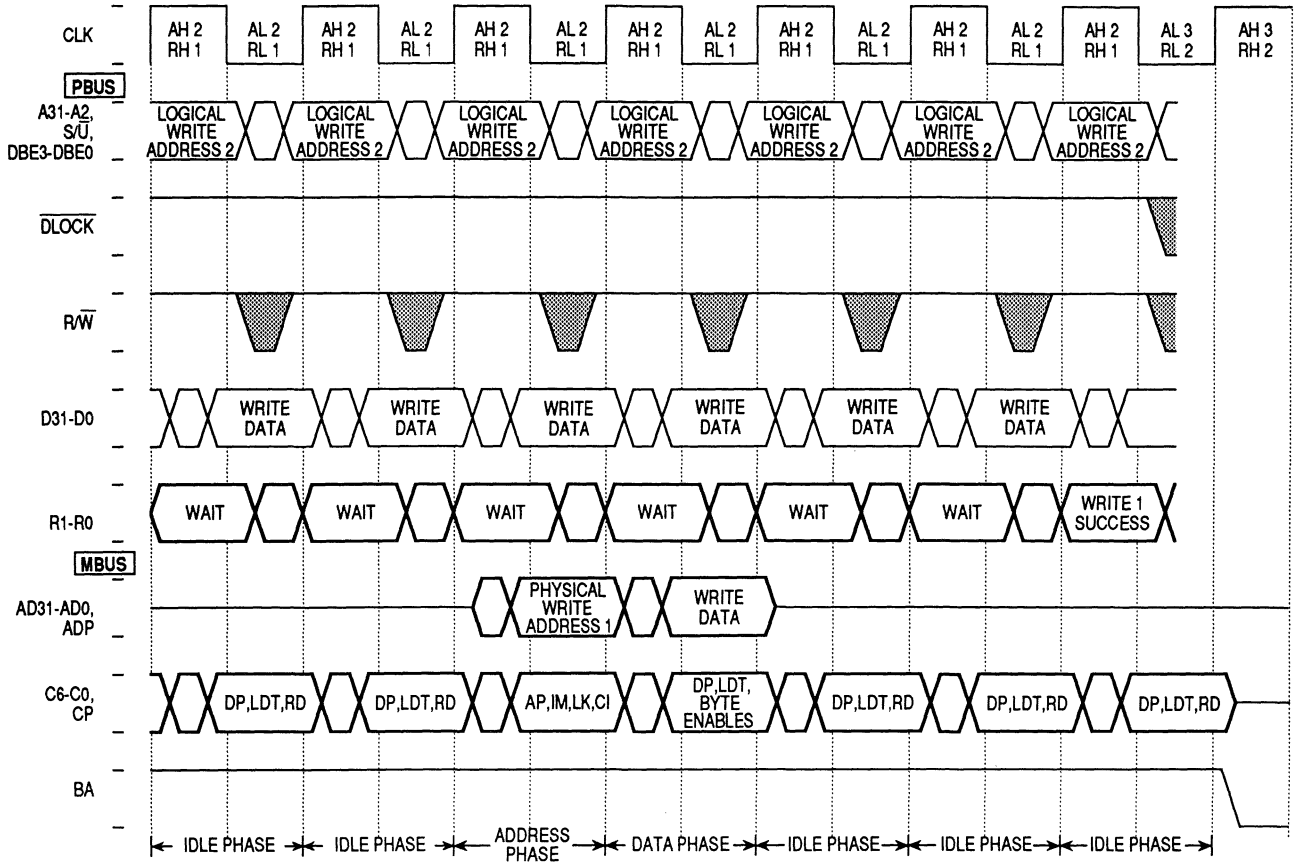 CLK
AH 2 AL 2 AH 2 AL 2 AH 2 AL 2 AH 2 AL 2 AH 2 AL 2 AH 2 AL 2 AH 2 AL 3 AH 3
RH 1 RL 1 RH 1 RL 1 RH 1 RL 1 RH 1 RL 1 RH 1 RL 1 RH 1 RL 1 RH 1 RL 2 RH 2
PBUS
A31-A2,
S/U̅,
DBE3-DBE0
LOGICAL LOGICAL LOGICAL LOGICAL LOGICAL LOGICAL LOGICAL
WRITE WRITE WRITE WRITE WRITE WRITE WRITE
ADDRESS 2 ADDRESS 2 ADDRESS 2 ADDRESS 2 ADDRESS 2 ADDRESS 2 ADDRESS 2
D̅L̅O̅C̅K̅
R/W̅
D31-D0
WRITE WRITE WRITE WRITE WRITE WRITE
DATA DATA DATA DATA DATA DATA
R1-R0
WAIT WAIT WAIT WAIT WAIT WAIT WRITE 1
SUCCESS
MBUS
AD31-AD0,
ADP
PHYSICAL
WRITE
ADDRESS 1
WRITE
DATA
C6-C0,
CP
DP,LDT,RD DP,LDT,RD AP,IM,LK,CI DP,LDT,
BYTE
ENABLES
DP,LDT,RD DP,LDT,RD DP,LDT,RD
BA
IDLE PHASE IDLE PHASE ADDRESS
PHASE
DATA PHASE IDLE PHASE IDLE PHASE IDLE PHASE